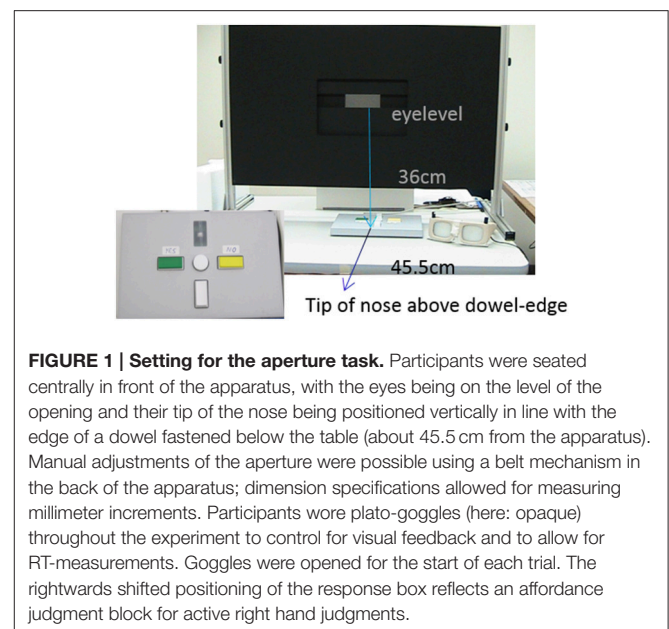 eyelevel
36cm
YES NO
45.5cm
Tip of nose above dowel-edge
FIGURE 1 | Setting for the aperture task. Participants were seated
centrally in front of the apparatus, with the eyes being on the level of the
opening and their tip of the nose being positioned vertically in line with the
edge of a dowel fastened below the table (about 45.5 cm from the apparatus).
Manual adjustments of the aperture were possible using a belt mechanism in
the back of the apparatus; dimension specifications allowed for measuring
millimeter increments. Participants wore plato-goggles (here: opaque)
throughout the experiment to control for visual feedback and to allow for
RT-measurements. Goggles were opened for the start of each trial. The
rightwards shifted positioning of the response box reflects an affordance
judgment block for active right hand judgments.